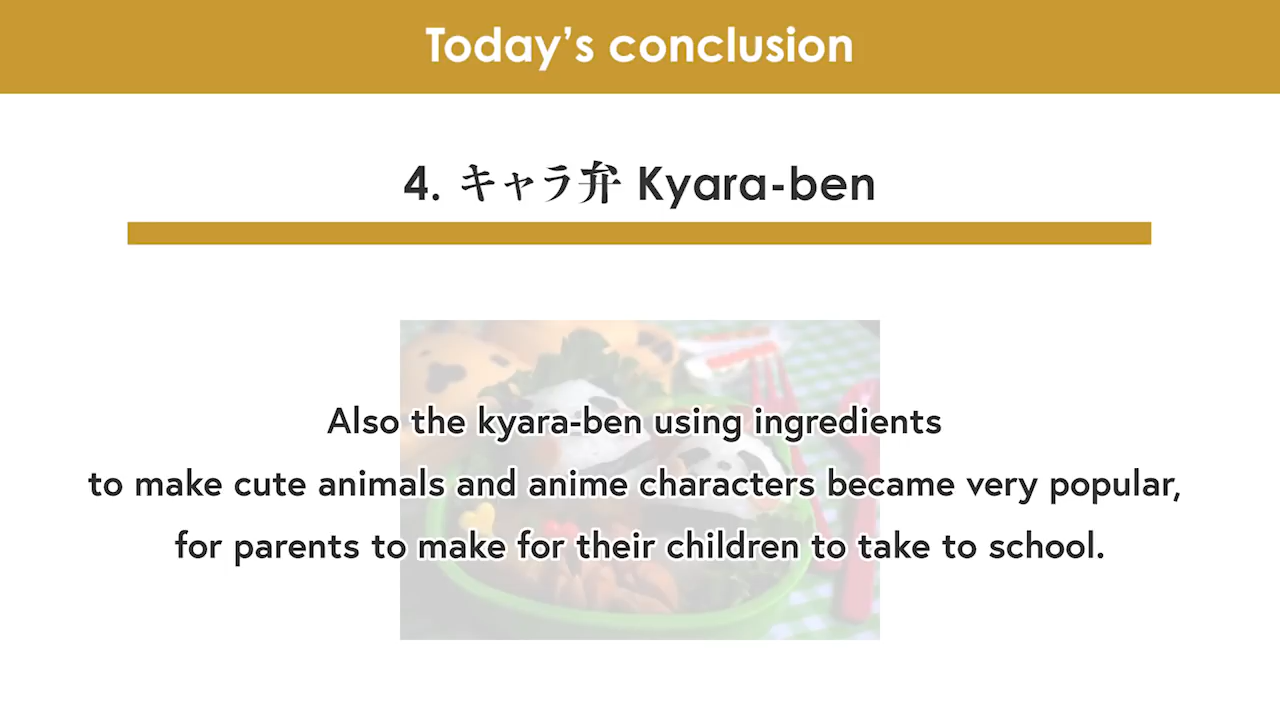 Today’s conclusion
4. キャラ弁 Kyara-ben
Also the kyara-ben using ingredients
to make cute animals and anime characters became very popular,
for parents to make for their children to take to school.